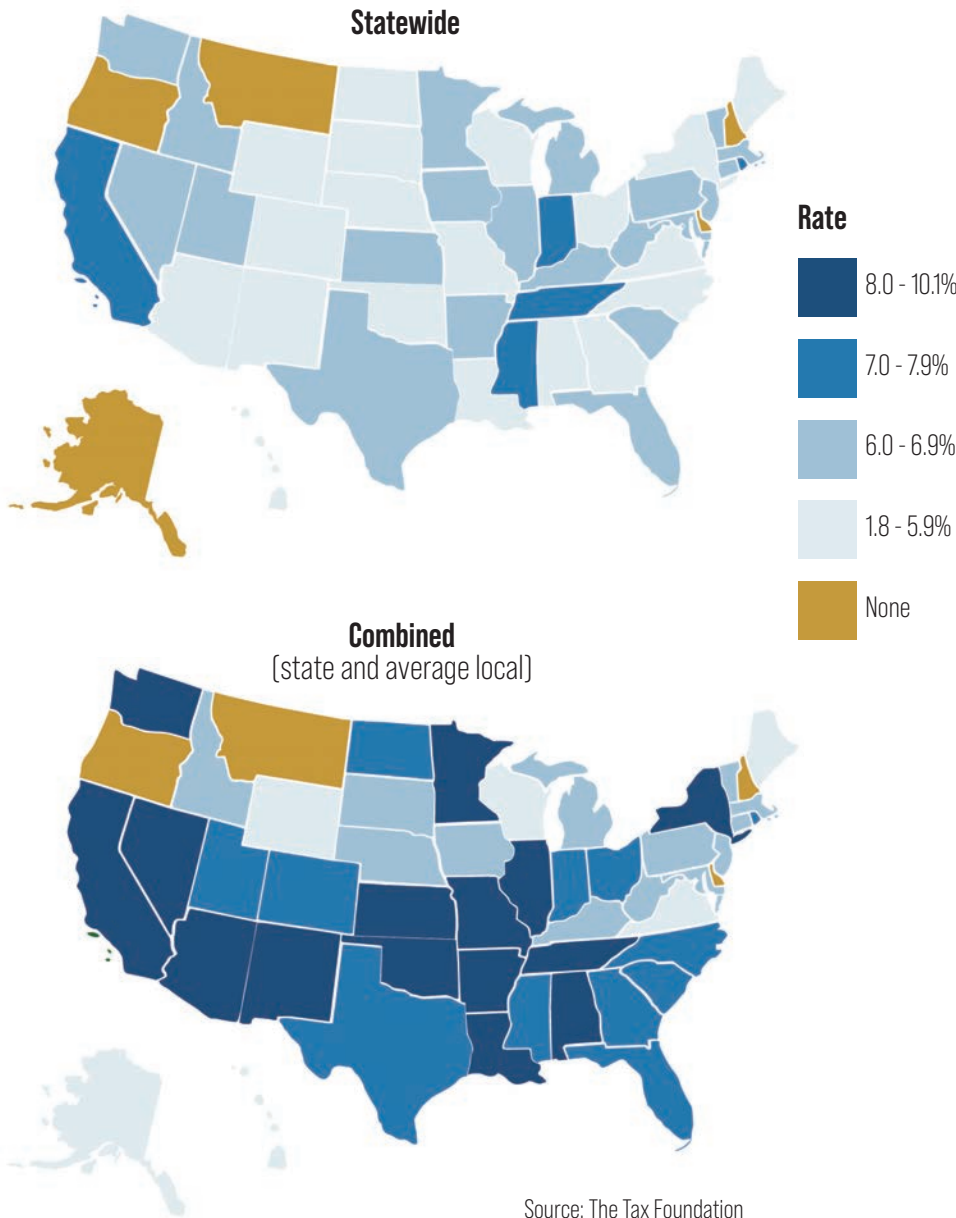 Statewide
Rate
8.0 - 10.1%
7.0 - 7.9%
6.0 - 6.9%
1.8 - 5.9%
None
Combined
(state and average local)
Source: The Tax Foundation